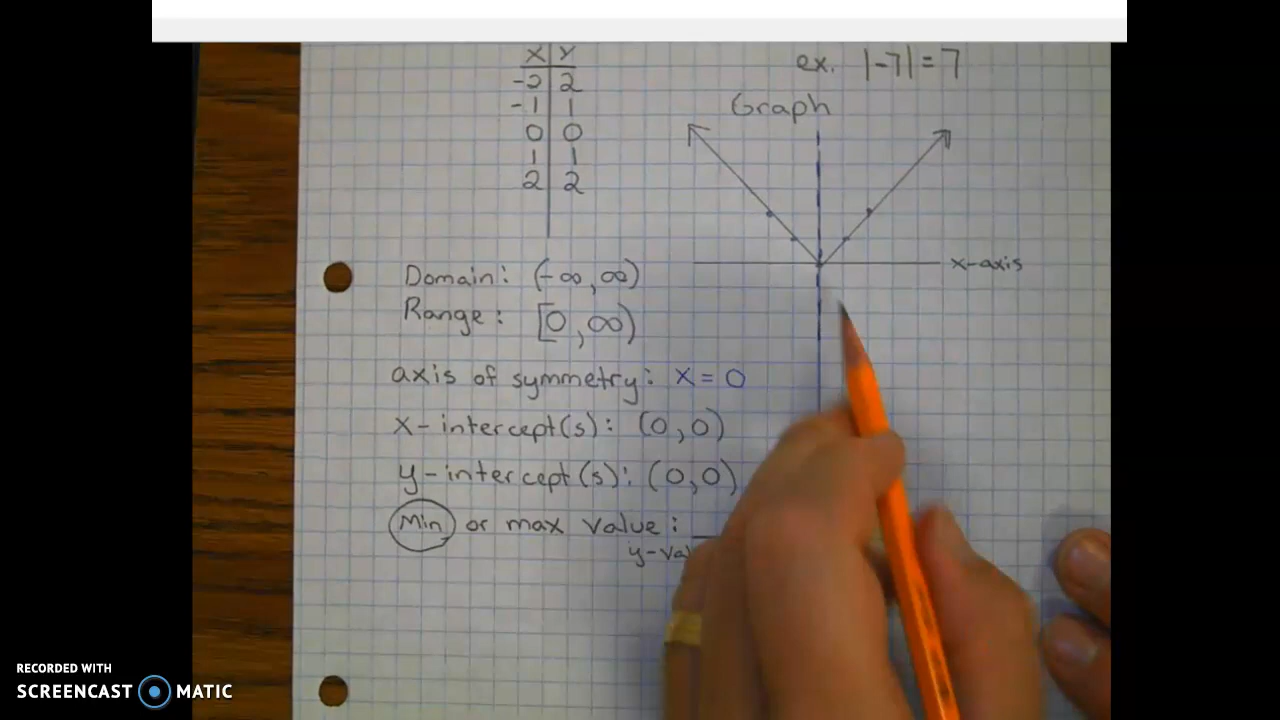 X Y
-2 2
-1 1
0 0
1 1
2 2
ex. |-7| = 7
Graph
x-axis
Domain: (-∞, ∞)
Range: [0, ∞)
axis of symmetry: x = 0
x-intercept(s): (0,0)
y-intercept(s): (0,0)
Min or max value:
RECORDED WITH
SCREENCAST MATIC